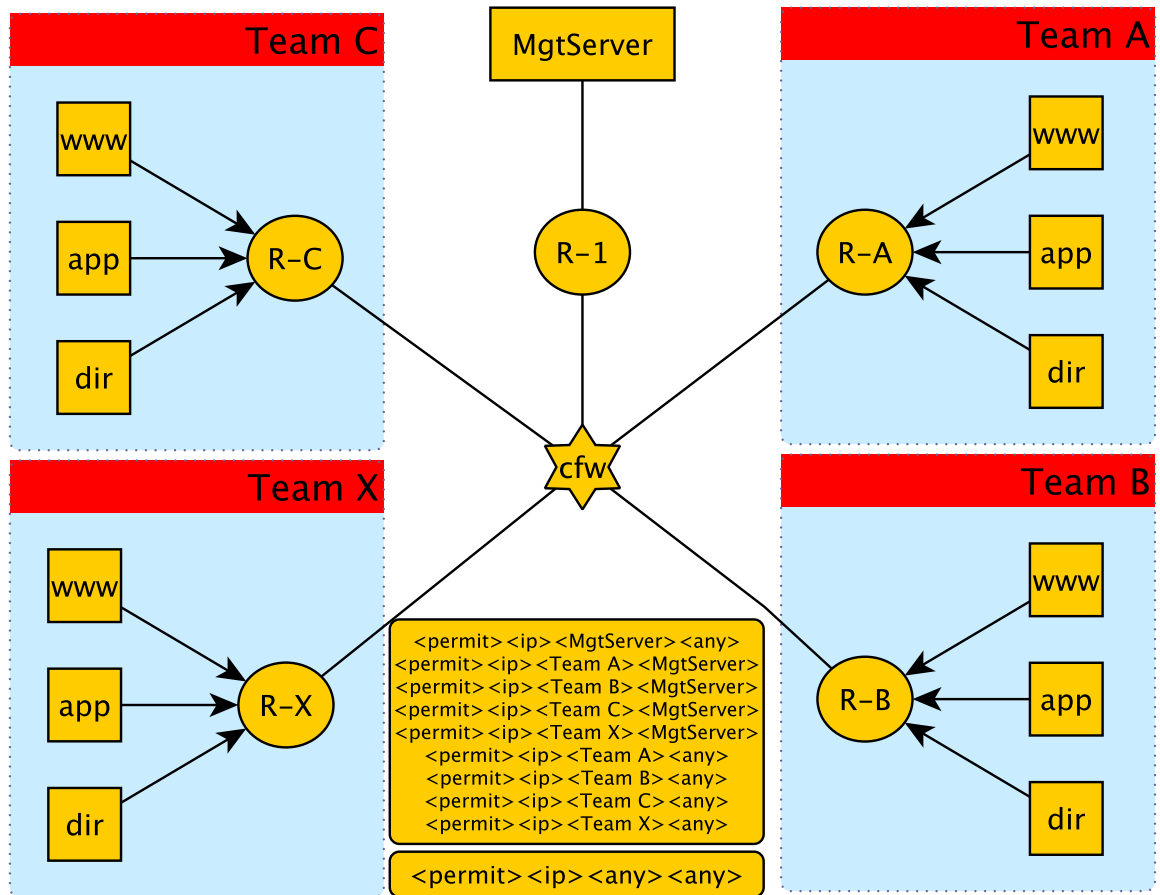 Team C
www
app
dir
R-C
MgtServer
R-1
cfw
Team A
www
app
dir
R-A
Team X
www
app
dir
R-X
<permit><ip><MgtServer><any>
<permit><ip><Team A><MgtServer>
<permit><ip><Team B><MgtServer>
<permit><ip><Team C><MgtServer>
<permit><ip><Team X><MgtServer>
<permit><ip><Team A><any>
<permit><ip><Team B><any>
<permit><ip><Team C><any>
<permit><ip><Team X><any>
<permit><ip><any><any>
Team B
www
app
dir
R-B